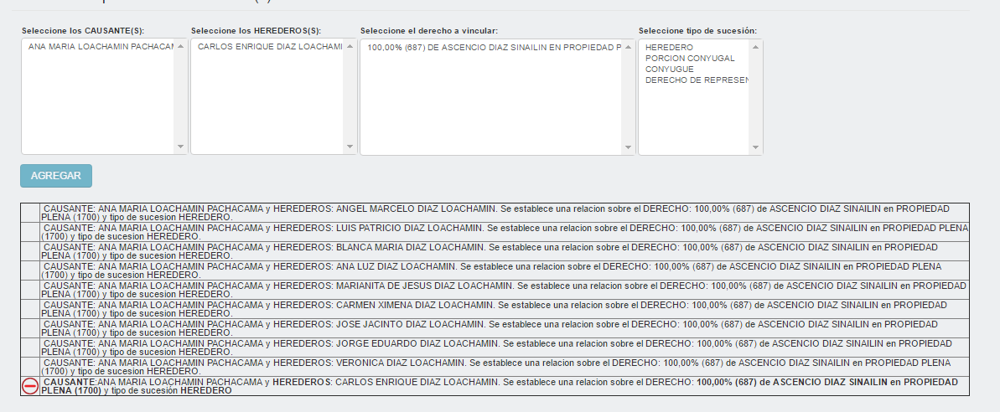 Seleccione los CAUSANTE(S):
Seleccione los HEREDEROS(S):
Seleccione el derecho a vincular:
Seleccione tipo de sucesión:
ANA MARIA LOACHAMIN PACHACAM
CARLOS ENRIQUE DIAZ LOACHAMI
100,00% (687) DE ASCENCIO DIAZ SINAILIN EN PROPIEDAD P
HEREDERO
PORCION CONYUGAL
CONYUGUE
DERECHO DE REPRESEN
AGREGAR
CAUSANTE: ANA MARIA LOACHAMIN PACHACAMA y HEREDEROS: ANGEL MARCELO DIAZ LOACHAMIN. Se establece una relacion sobre el DERECHO: 100,00% (687) de ASCENCIO DIAZ SINAILIN en PROPIEDAD
PLENA (1700) y tipo de sucesion HEREDERO.
CAUSANTE: ANA MARIA LOACHAMIN PACHACAMA y HEREDEROS: LUIS PATRICIO DIAZ LOACHAMIN. Se establece una relacion sobre el DERECHO: 100,00% (687) de ASCENCIO DIAZ SINAILIN en PROPIEDAD PLENA
(1700) y tipo de sucesion HEREDERO.
CAUSANTE: ANA MARIA LOACHAMIN PACHACAMA y HEREDEROS: BLANCA MARIA DIAZ LOACHAMIN. Se establece una relacion sobre el DERECHO: 100,00% (687) de ASCENCIO DIAZ SINAILIN en PROPIEDAD
PLENA (1700) y tipo de sucesion HEREDERO.
CAUSANTE: ANA MARIA LOACHAMIN PACHACAMA y HEREDEROS: ANA LUZ DIAZ LOACHAMIN. Se establece una relacion sobre el DERECHO: 100,00% (687) de ASCENCIO DIAZ SINAILIN en PROPIEDAD PLENA
(1700) y tipo de sucesion HEREDERO.
CAUSANTE: ANA MARIA LOACHAMIN PACHACAMA y HEREDEROS: MARIANITA DE JESUS DIAZ LOACHAMIN. Se establece una relacion sobre el DERECHO: 100,00% (687) de ASCENCIO DIAZ SINAILIN en PROPIEDAD
PLENA (1700) y tipo de sucesion HEREDERO.
CAUSANTE: ANA MARIA LOACHAMIN PACHACAMA y HEREDEROS: CARMEN XIMENA DIAZ LOACHAMIN. Se establece una relacion sobre el DERECHO: 100,00% (687) de ASCENCIO DIAZ SINAILIN en PROPIEDAD
PLENA (1700) y tipo de sucesion HEREDERO.
CAUSANTE: ANA MARIA LOACHAMIN PACHACAMA y HEREDEROS: JOSE JACINTO DIAZ LOACHAMIN. Se establece una relacion sobre el DERECHO: 100,00% (687) de ASCENCIO DIAZ SINAILIN en PROPIEDAD
PLENA (1700) y tipo de sucesion HEREDERO.
CAUSANTE: ANA MARIA LOACHAMIN PACHACAMA y HEREDEROS: JORGE EDUARDO DIAZ LOACHAMIN. Se establece una relacion sobre el DERECHO: 100,00% (687) de ASCENCIO DIAZ SINAILIN en PROPIEDAD
PLENA (1700) y tipo de sucesion HEREDERO.
CAUSANTE: ANA MARIA LOACHAMIN PACHACAMA y HEREDEROS: VERONICA DIAZ LOACHAMIN. Se establece una relacion sobre el DERECHO: 100,00% (687) de ASCENCIO DIAZ SINAILIN en PROPIEDAD PLENA
(1700) y tipo de sucesion HEREDERO.
CAUSANTE:ANA MARIA LOACHAMIN PACHACAMA y HEREDEROS: CARLOS ENRIQUE DIAZ LOACHAMIN. Se establece una relacion sobre el DERECHO: 100,00% (687) de ASCENCIO DIAZ SINAILIN en PROPIEDAD
PLENA (1700) y tipo de sucesión HEREDERO